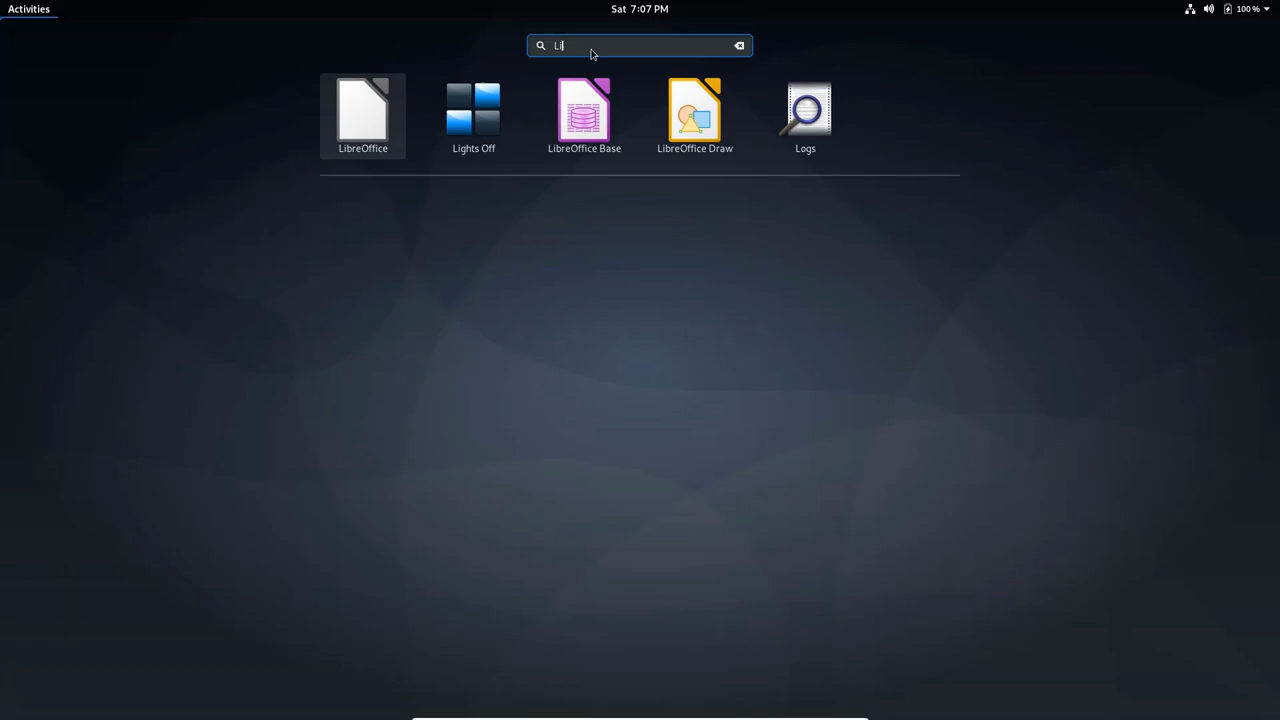 Activities
Sat 7:07 PM
100 %
Li
LibreOffice
Lights Off
LibreOffice Base
LibreOffice Draw
Logs